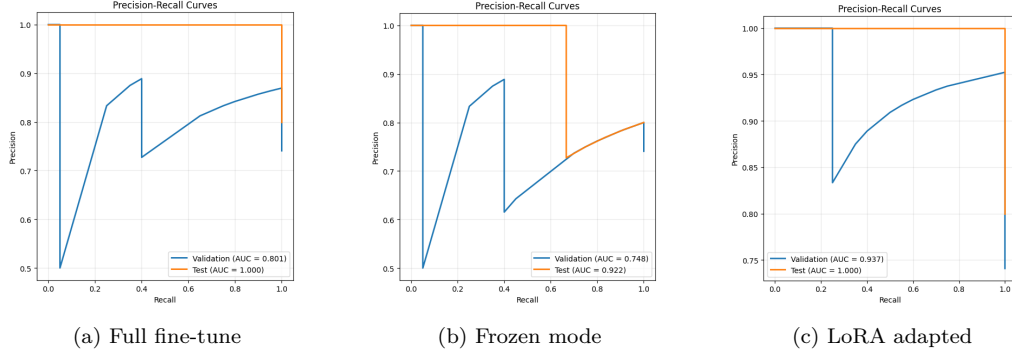 Precision-Recall Curves
1.0
0.9
0.8
0.7
0.6
0.5
Precision
0.0 0.2 0.4 0.6 0.8 1.0
Recall
Validation (AUC = 0.801)
Test (AUC = 1.000)
(a) Full fine-tune
Precision-Recall Curves
1.0
0.9
0.8
0.7
0.6
0.5
Precision
0.0 0.2 0.4 0.6 0.8 1.0
Recall
Validation (AUC = 0.748)
Test (AUC = 0.922)
(b) Frozen mode
Precision-Recall Curves
1.00
0.95
0.90
0.85
0.80
0.75
Precision
0.0 0.2 0.4 0.6 0.8 1.0
Recall
Validation (AUC = 0.937)
Test (AUC = 1.000)
(c) LoRA adapted